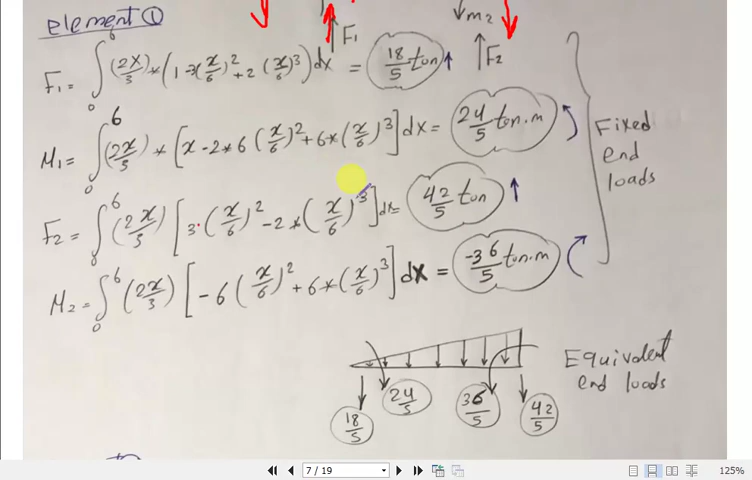 element ①
F₁
m₂
F₂
F₁ = ∫₀⁶ (2x/3) * (1-3(x/6)² + 2(x/6)³) dx = 18/5 ton ↑
M₁ = ∫₀⁶ (2x/3) * [x - 2*6(x/6)² + 6*(x/6)³] dx = 24/5 ton.m
Fixed end loads
F₂ = ∫₀⁶ (2x/3) [3·(x/6)² - 2*(x/6)³] dx = 42/5 ton ↑
M₂ = ∫₀⁶ (2x/3) [-6(x/6)² + 6*(x/6)³] dx = -36/5 ton.m
Equivalent
end loads
18/5
24/5
36/5
42/5
7 / 19
125%